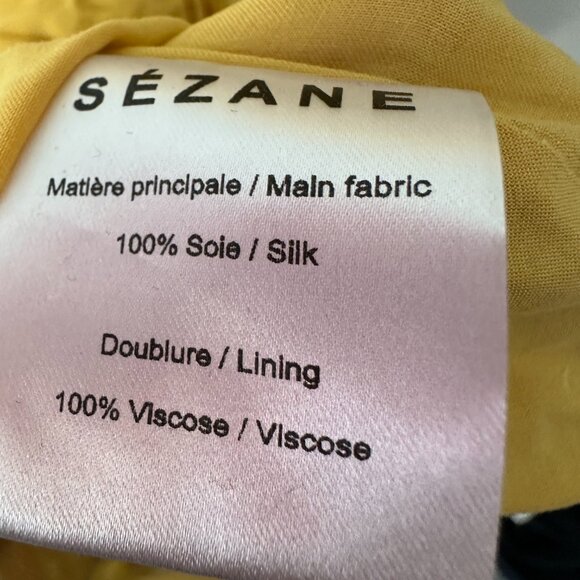 SÉZANE
Matière principale / Main fabric
100% Soie / Silk
Doublure / Lining
100% Viscose / Viscose